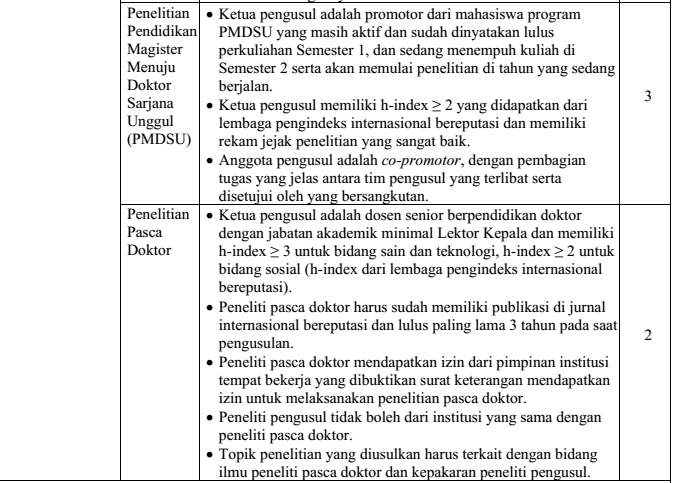 Penelitian
Pendidikan
Magister
Menuju
Doktor
Sarjana
Unggul
(PMDSU)
• Ketua pengusul adalah promotor dari mahasiswa program
PMDSU yang masih aktif dan sudah dinyatakan lulus
perkuliahan Semester 1, dan sedang menempuh kuliah di
Semester 2 serta akan memulai penelitian di tahun yang sedang
berjalan.
• Ketua pengusul memiliki h-index ≥ 2 yang didapatkan dari
lembaga pengindeks internasional bereputasi dan memiliki
rekam jejak penelitian yang sangat baik.
• Anggota pengusul adalah co-promotor, dengan pembagian
tugas yang jelas antara tim pengusul yang terlibat serta
disetujui oleh yang bersangkutan.
3
Penelitian
Pasca
Doktor
• Ketua pengusul adalah dosen senior berpendidikan doktor
dengan jabatan akademik minimal Lektor Kepala dan memiliki
h-index ≥ 3 untuk bidang sain dan teknologi, h-index ≥ 2 untuk
bidang sosial (h-index dari lembaga pengindeks internasional
bereputasi).
• Peneliti pasca doktor harus sudah memiliki publikasi di jurnal
internasional bereputasi dan lulus paling lama 3 tahun pada saat
pengusulan.
• Peneliti pasca doktor mendapatkan izin dari pimpinan institusi
tempat bekerja yang dibuktikan surat keterangan mendapatkan
izin untuk melaksanakan penelitian pasca doktor.
• Peneliti pengusul tidak boleh dari institusi yang sama dengan
peneliti pasca doktor.
• Topik penelitian yang diusulkan harus terkait dengan bidang
ilmu peneliti pasca doktor dan kepakaran peneliti pengusul.
2